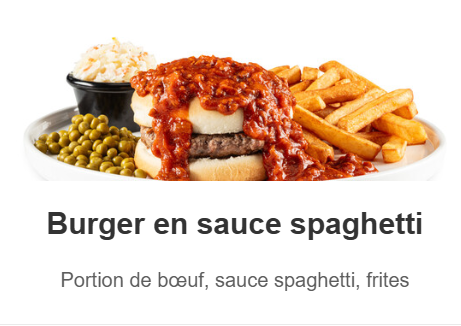 Burger en sauce spaghetti
Portion de bœuf, sauce spaghetti, frites